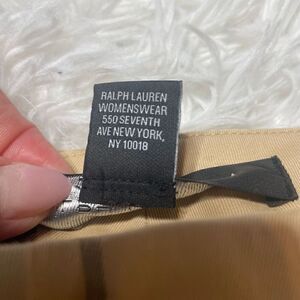 RALPH LAUREN
WOMENSWEAR
550 SEVENTH
AVE NEW YORK,
NY 10018